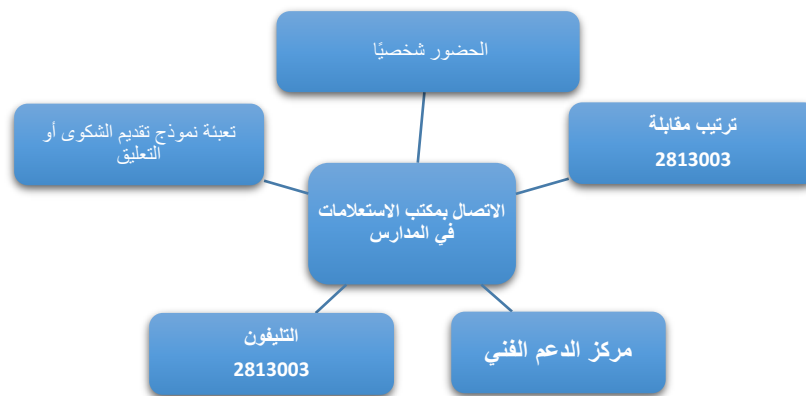 الحضور شخصيًا
ترتيب مقابلة
2813003
تعبئة نموذج تقديم الشكوى أو
التعليق
الاتصال بمكتب الاستعلامات
في المدارس
مركز الدعم الفني
التليفون
2813003